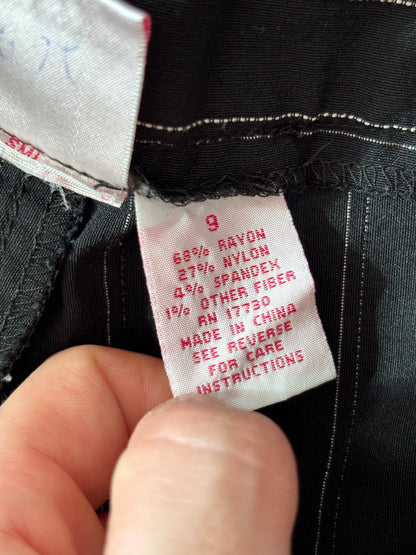 9
68% RAYON
27% NYLON
4% SPANDEX
1% OTHER FIBER
RN 17730
MADE IN CHINA
SEE REVERSE
FOR CARE
INSTRUCTIONS